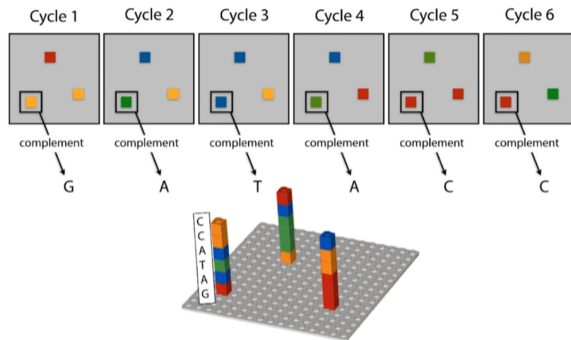 Cycle 1 Cycle 2 Cycle 3 Cycle 4 Cycle 5 Cycle 6
complement complement complement complement complement complement
G A T A C C
C
C
A
T
A
G